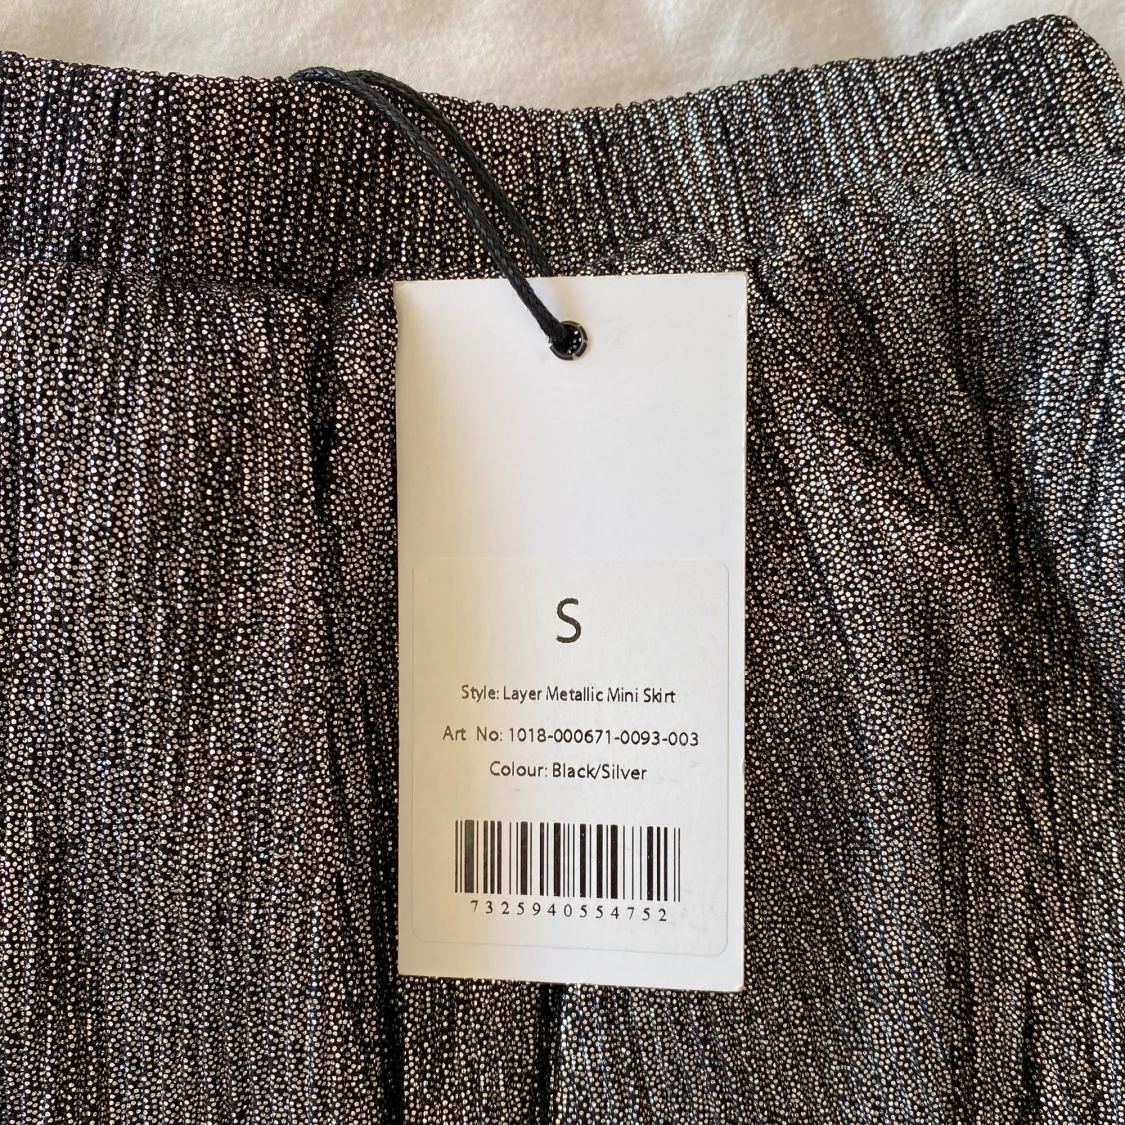 S
Style: Layer Metallic Mini Skirt
Art No: 1018-000671-0093-003
Colour: Black/Silver
7325940554752